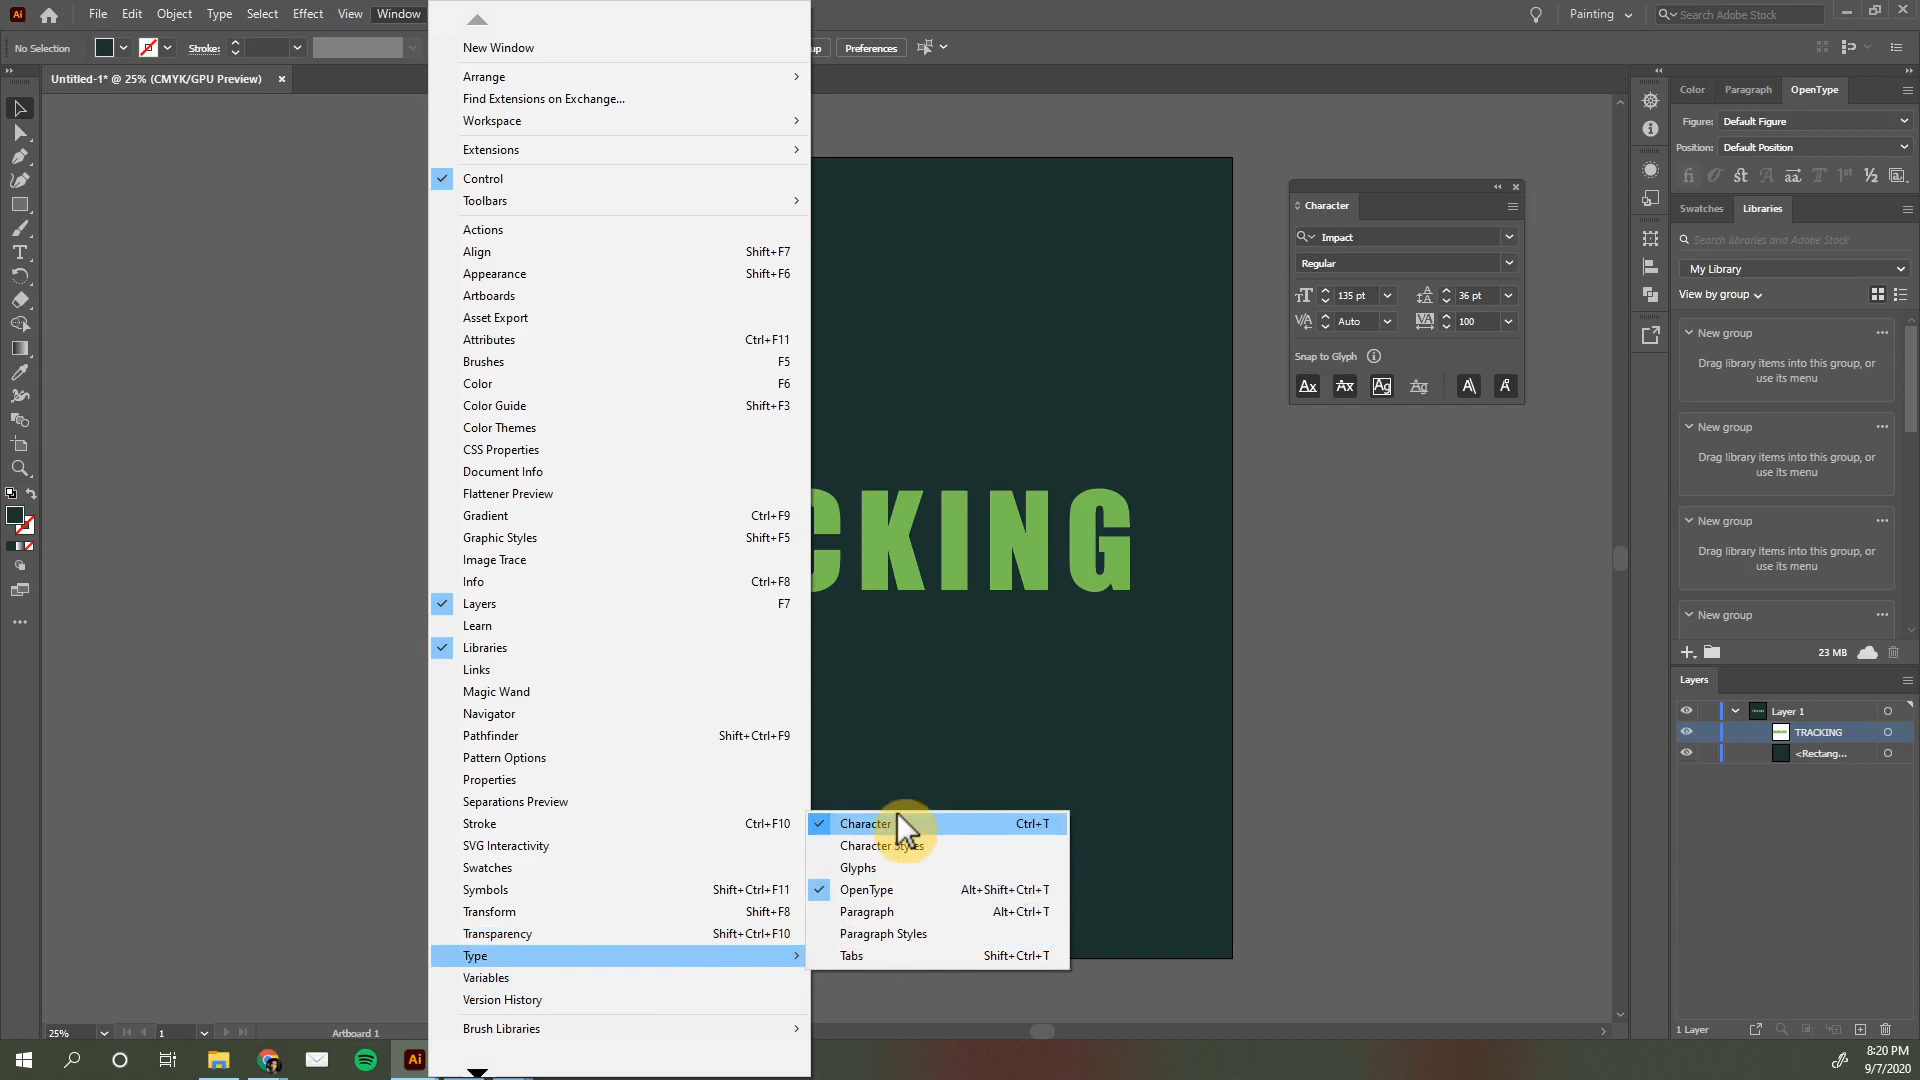 Ai File Edit Object Type Select Effect View Window
Painting
Search Adobe Stock
No Selection
Stroke:
Preferences
Untitled-1* @ 25% (CMYK/GPU Preview)
New Window
Arrange
Find Extensions on Exchange...
Workspace
Extensions
Control
Toolbars
Actions
Align Shift+F7
Appearance Shift+F6
Artboards
Asset Export
Attributes Ctrl+F11
Brushes F5
Color F6
Color Guide Shift+F3
Color Themes
CSS Properties
Document Info
Flattener Preview
Gradient Ctrl+F9
Graphic Styles Shift+F5
Image Trace
Info Ctrl+F8
Layers F7
Learn
Libraries
Links
Magic Wand
Navigator
Pathfinder Shift+Ctrl+F9
Pattern Options
Properties
Separations Preview
Stroke Ctrl+F10
SVG Interactivity
Swatches
Symbols Shift+Ctrl+F11
Transform Shift+F8
Transparency Shift+Ctrl+F10
Type
Variables
Version History
Brush Libraries
Character Ctrl+T
Character Styles
Glyphs
OpenType Alt+Shift+Ctrl+T
Paragraph Alt+Ctrl+T
Paragraph Styles
Tabs Shift+Ctrl+T
CKING
Character
Impact
Regular
135 pt 36 pt
Auto 100
Snap to Glyph
Color Paragraph OpenType
Figure: Default Figure
Position: Default Position
Swatches Libraries
Search libraries and Adobe Stock
My Library
View by group
New group
Drag library items into this group, or
use its menu
New group
Drag library items into this group, or
use its menu
New group
Drag library items into this group, or
use its menu
New group
23 MB
Layers
Layer 1
TRACKING
<Rectang...
1 Layer
25% 1 Artboard 1
Ai
8:20 PM
9/7/2020